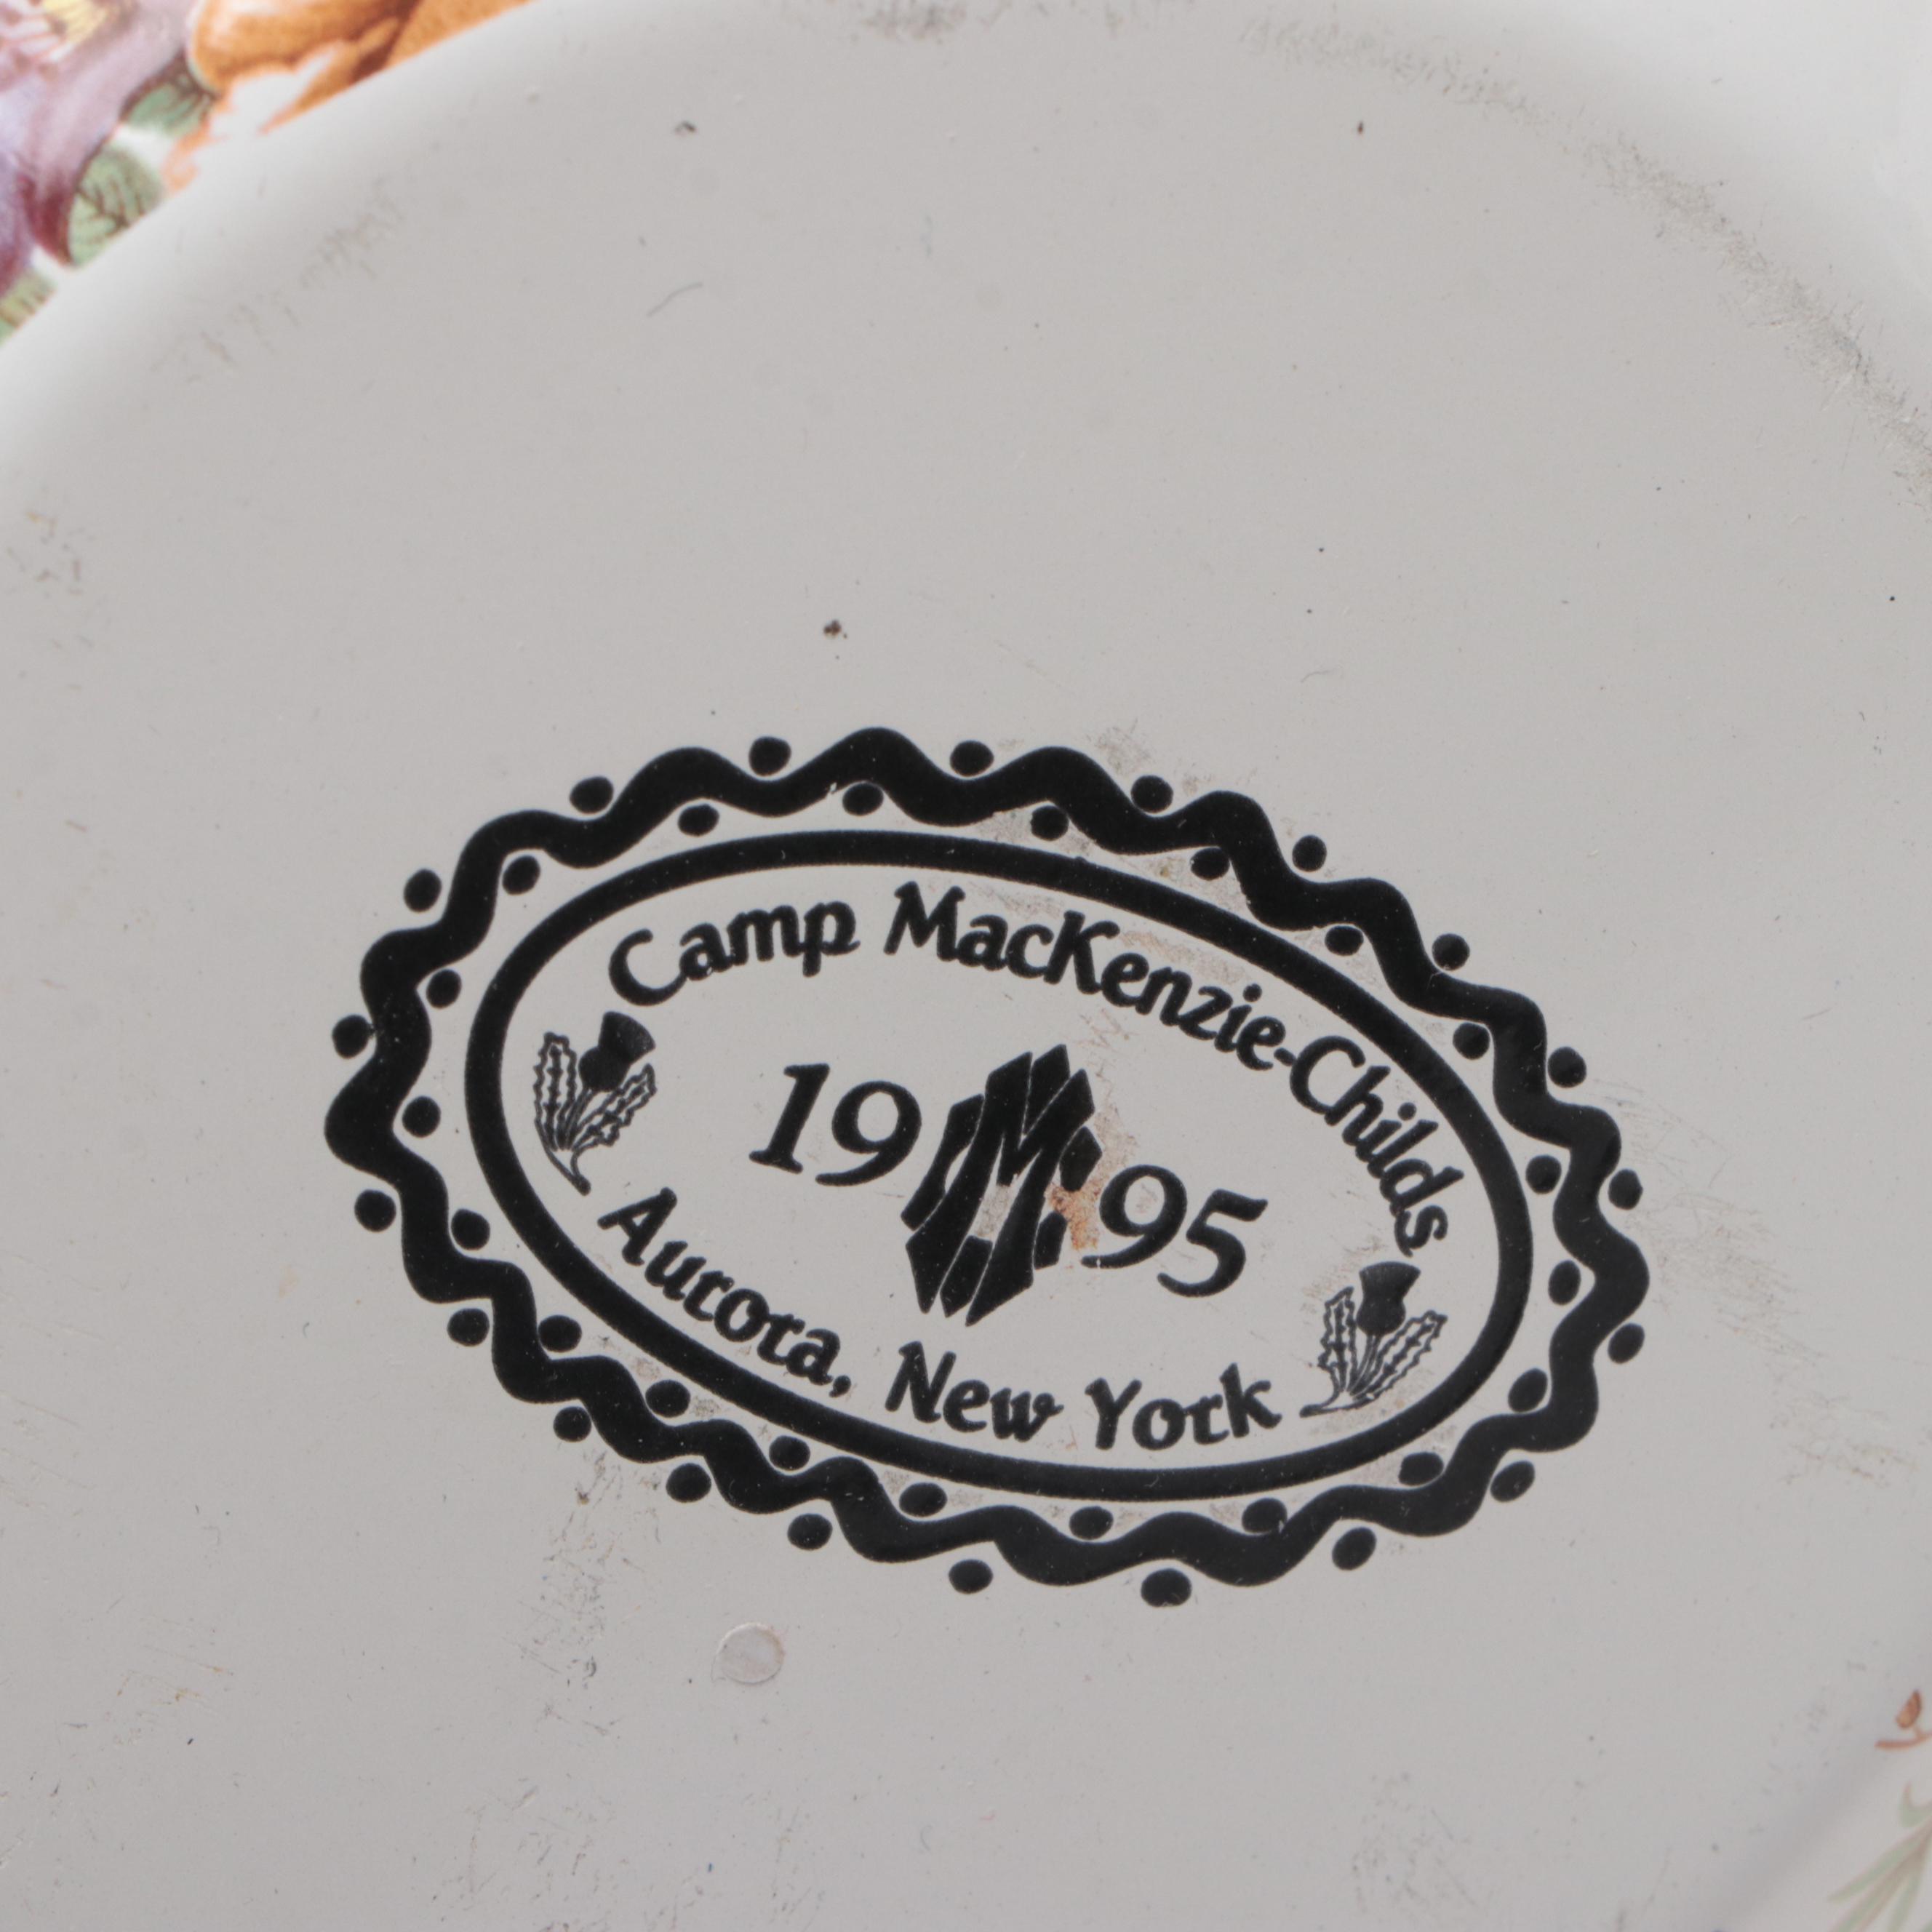 Camp MacKenzie-Childs
19 M 95
Aurora, New York